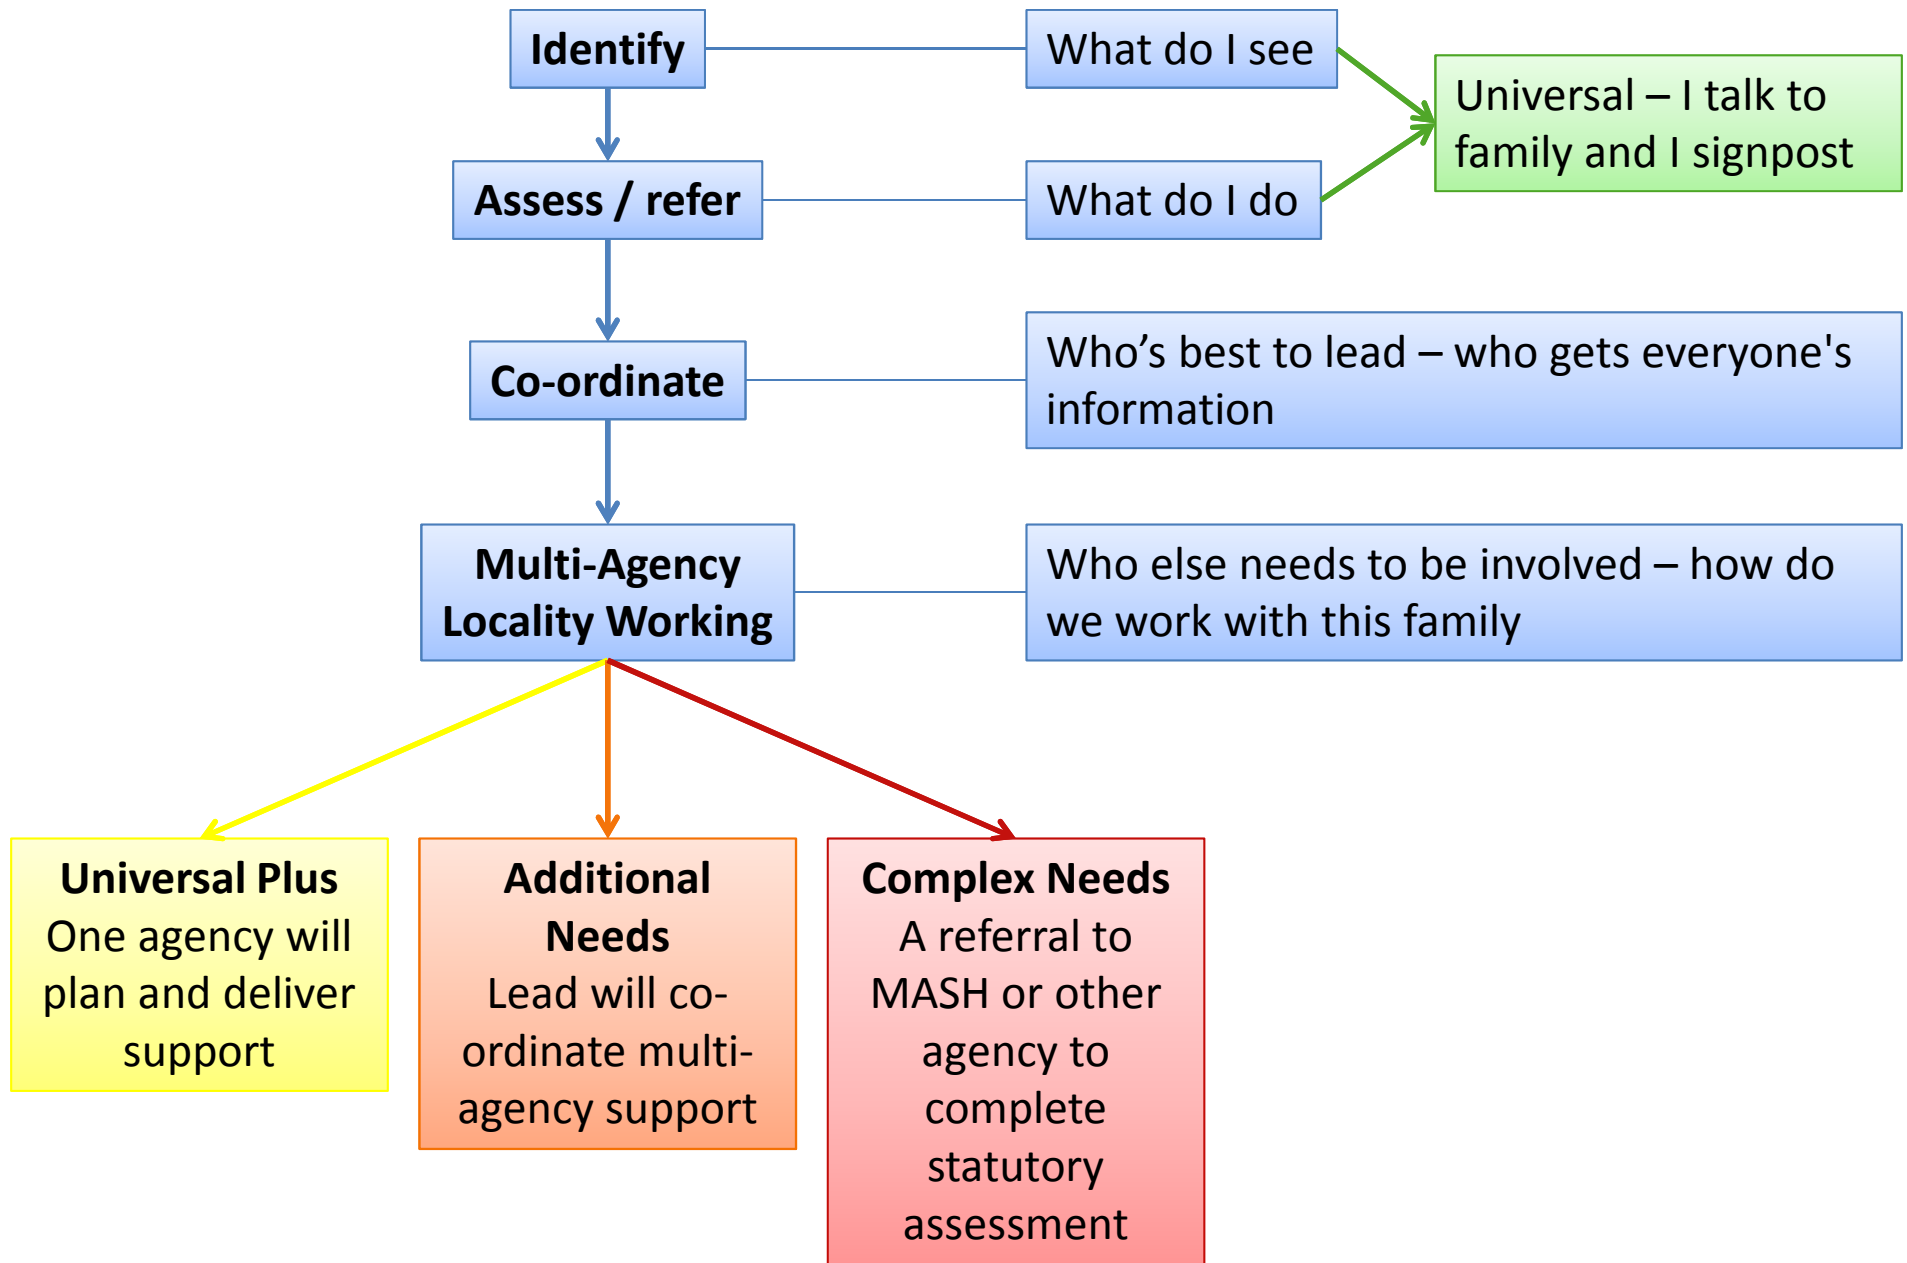 Identify
What do I see
Universal – I talk to
family and I signpost
Assess / refer
What do I do
Co-ordinate
Who’s best to lead – who gets everyone's
information
Multi-Agency
Locality Working
Who else needs to be involved – how do
we work with this family
Universal Plus
One agency will
plan and deliver
support
Additional
Needs
Lead will co-
ordinate multi-
agency support
Complex Needs
A referral to
MASH or other
agency to
complete
statutory
assessment